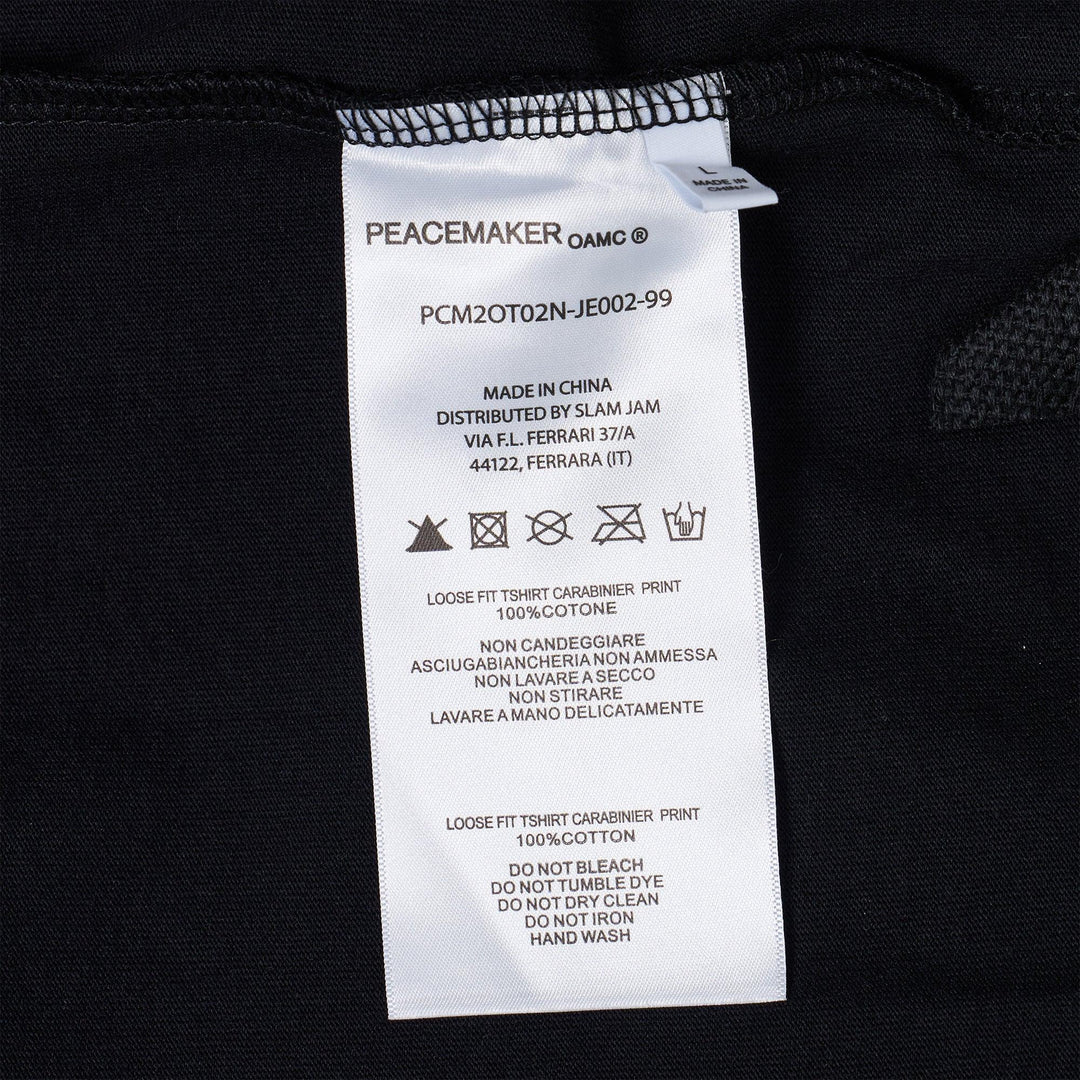 L
MADE IN
CHINA
PEACEMAKER OAMC ®
PCM2OT02N-JE002-99
MADE IN CHINA
DISTRIBUTED BY SLAM JAM
VIA F.L. FERRARI 37/A
44122, FERRARA (IT)
LOOSE FIT TSHIRT CARABINIER PRINT
100%COTONE
NON CANDEGGIARE
ASCIUGABIANCHERIA NON AMMESSA
NON LAVARE A SECCO
NON STIRARE
LAVARE A MANO DELICATAMENTE
LOOSE FIT TSHIRT CARABINIER PRINT
100%COTTON
DO NOT BLEACH
DO NOT TUMBLE DYE
DO NOT DRY CLEAN
DO NOT IRON
HAND WASH